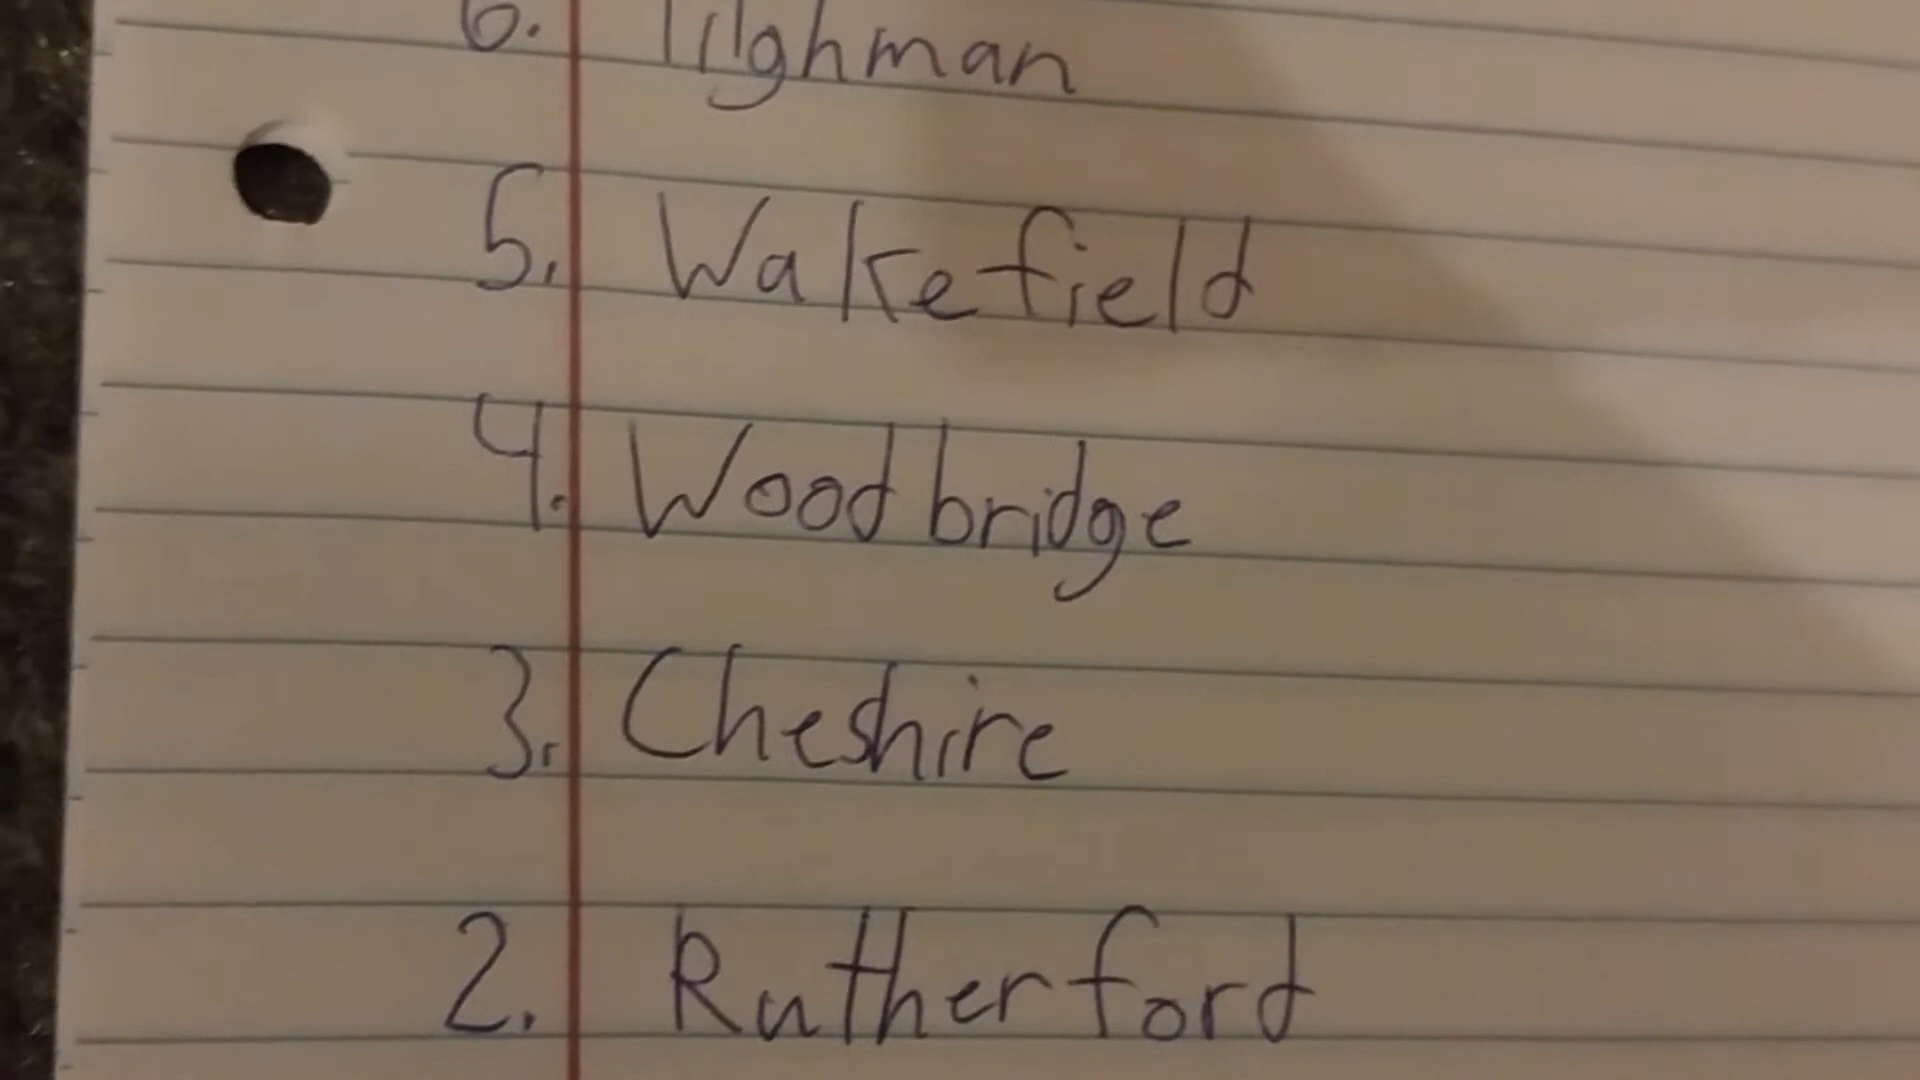 6. Tilghman
5. Wakefield
4. Woodbridge
3. Cheshire
2. Rutherford